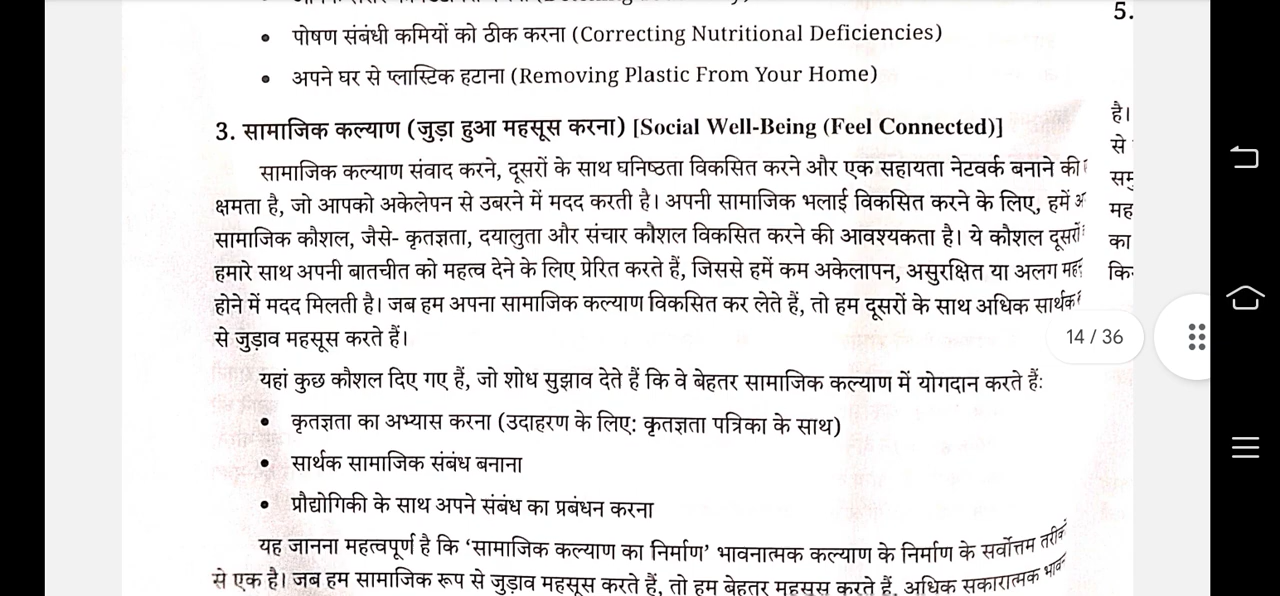 5.
• पोषण संबंधी कमियों को ठीक करना (Correcting Nutritional Deficiencies)
• अपने घर से प्लास्टिक हटाना (Removing Plastic From Your Home)
3. सामाजिक कल्याण (जुड़ा हुआ महसूस करना) [Social Well-Being (Feel Connected)]
सामाजिक कल्याण संवाद करने, दूसरों के साथ घनिष्ठता विकसित करने और एक सहायता नेटवर्क बनाने की
क्षमता है, जो आपको अकेलेपन से उबरने में मदद करती है। अपनी सामाजिक भलाई विकसित करने के लिए, हमें
सामाजिक कौशल, जैसे- कृतज्ञता, दयालुता और संचार कौशल विकसित करने की आवश्यकता है। ये कौशल दूसरों
हमारे साथ अपनी बातचीत को महत्व देने के लिए प्रेरित करते हैं, जिससे हमें कम अकेलापन, असुरक्षित या अलग
होने में मदद मिलती है। जब हम अपना सामाजिक कल्याण विकसित कर लेते हैं, तो हम दूसरों के साथ अधिक सार्थक
से जुड़ाव महसूस करते हैं।
यहां कुछ कौशल दिए गए हैं, जो शोध सुझाव देते हैं कि वे बेहतर सामाजिक कल्याण में योगदान करते हैं:
• कृतज्ञता का अभ्यास करना (उदाहरण के लिए: कृतज्ञता पत्रिका के साथ)
• सार्थक सामाजिक संबंध बनाना
• प्रौद्योगिकी के साथ अपने संबंध का प्रबंधन करना
यह जानना महत्वपूर्ण है कि ‘सामाजिक कल्याण का निर्माण’ भावनात्मक कल्याण के निर्माण के सर्वोत्तम
से एक है। जब हम सामाजिक रूप से जुड़ाव महसूस करते हैं, तो हम बेहतर महसूस करते हैं, अधिक सकारात्मक
है।
से
का
14 / 36